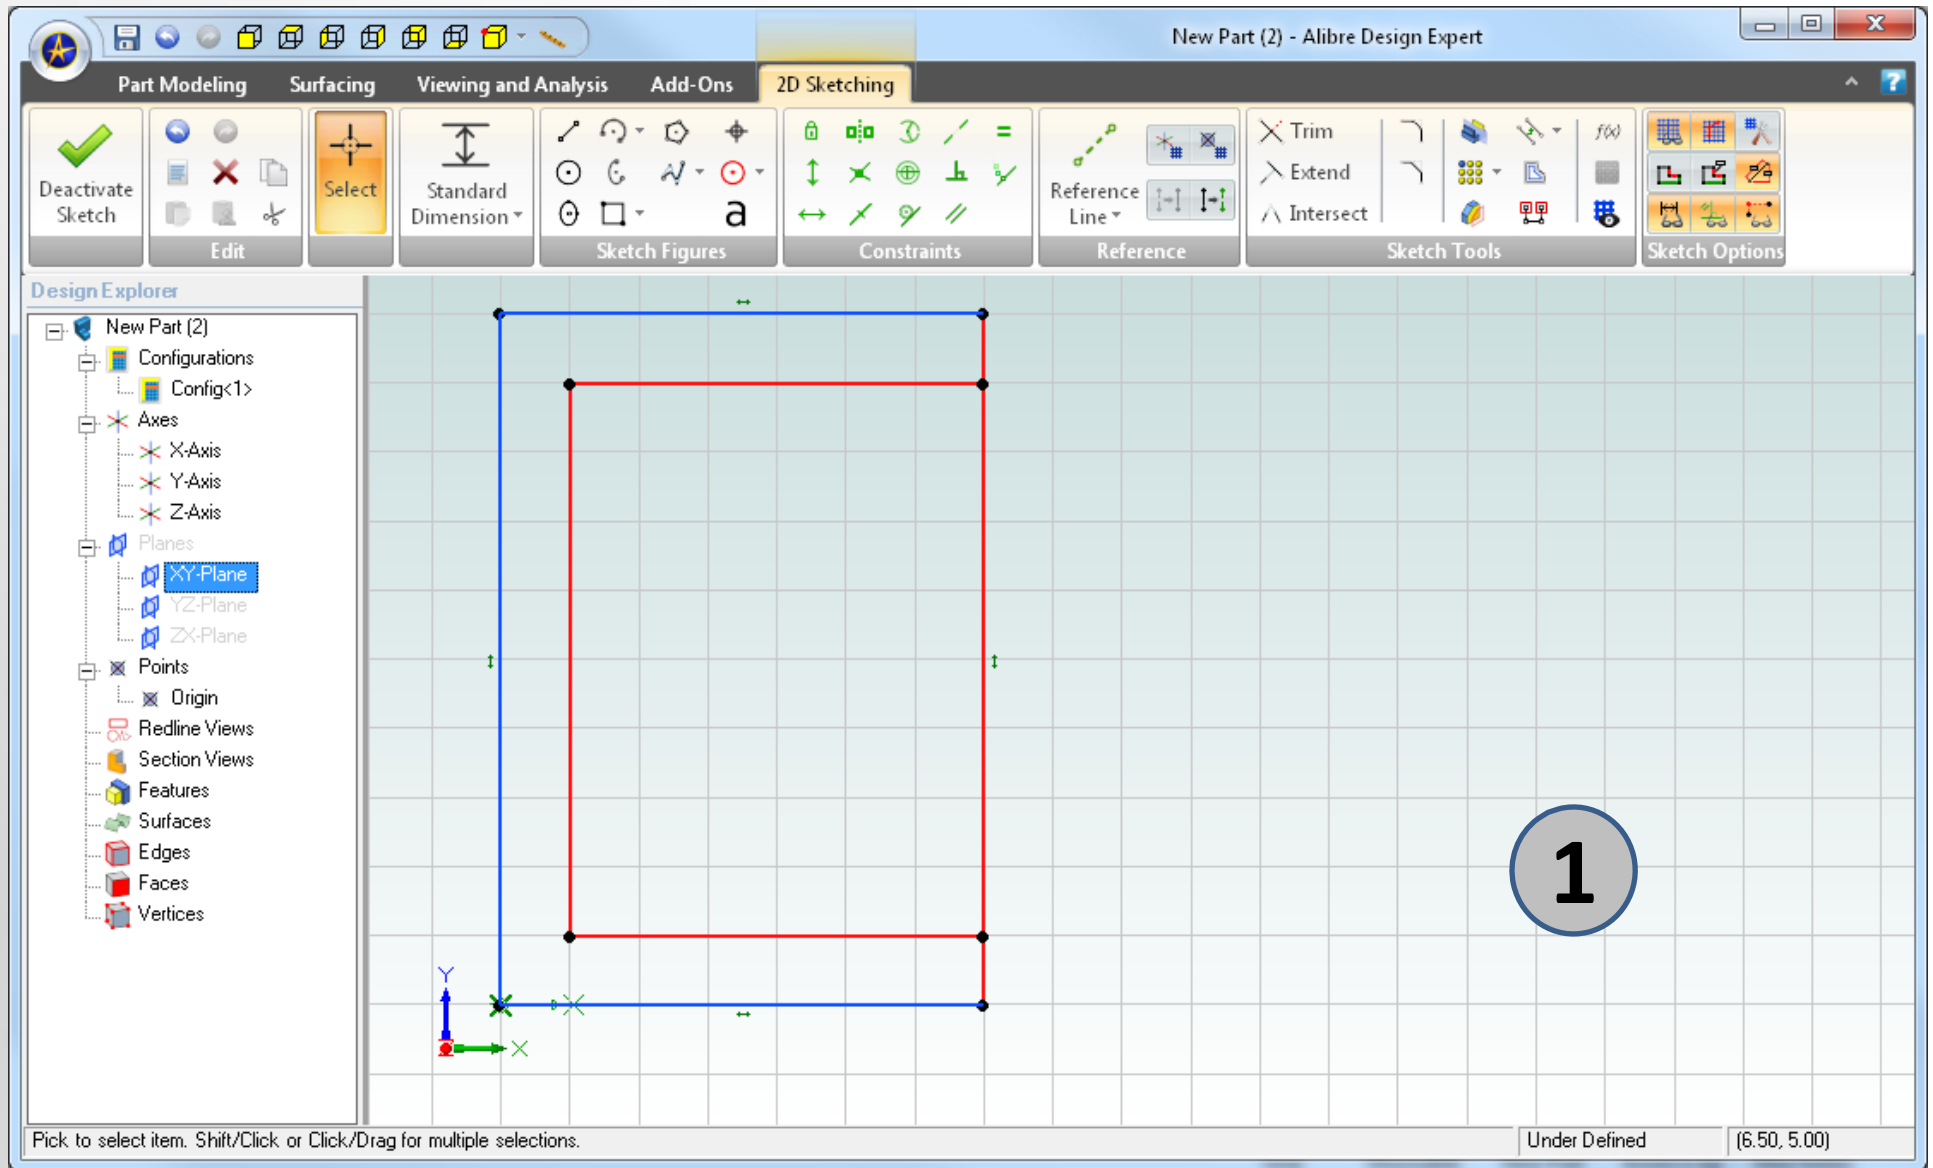 New Part (2) - Alibre Design Expert
Part Modeling Surfacing Viewing and Analysis Add-Ons 2D Sketching
Deactivate
Sketch
Edit
Select
Standard
Dimension
a
Sketch Figures
Constraints
Reference
Line
Reference
Trim
Extend
Intersect
f(x)
Sketch Tools
Sketch Options
Design Explorer
New Part (2)
Configurations
Config<1>
Axes
X-Axis
Y-Axis
Z-Axis
Planes
XY-Plane
YZ-Plane
ZX-Plane
Points
Origin
Redline Views
Section Views
Features
Surfaces
Edges
Faces
Vertices
Y
X
1
Pick to select item. Shift/Click or Click/Drag for multiple selections.
Under Defined
(6.50, 5.00)